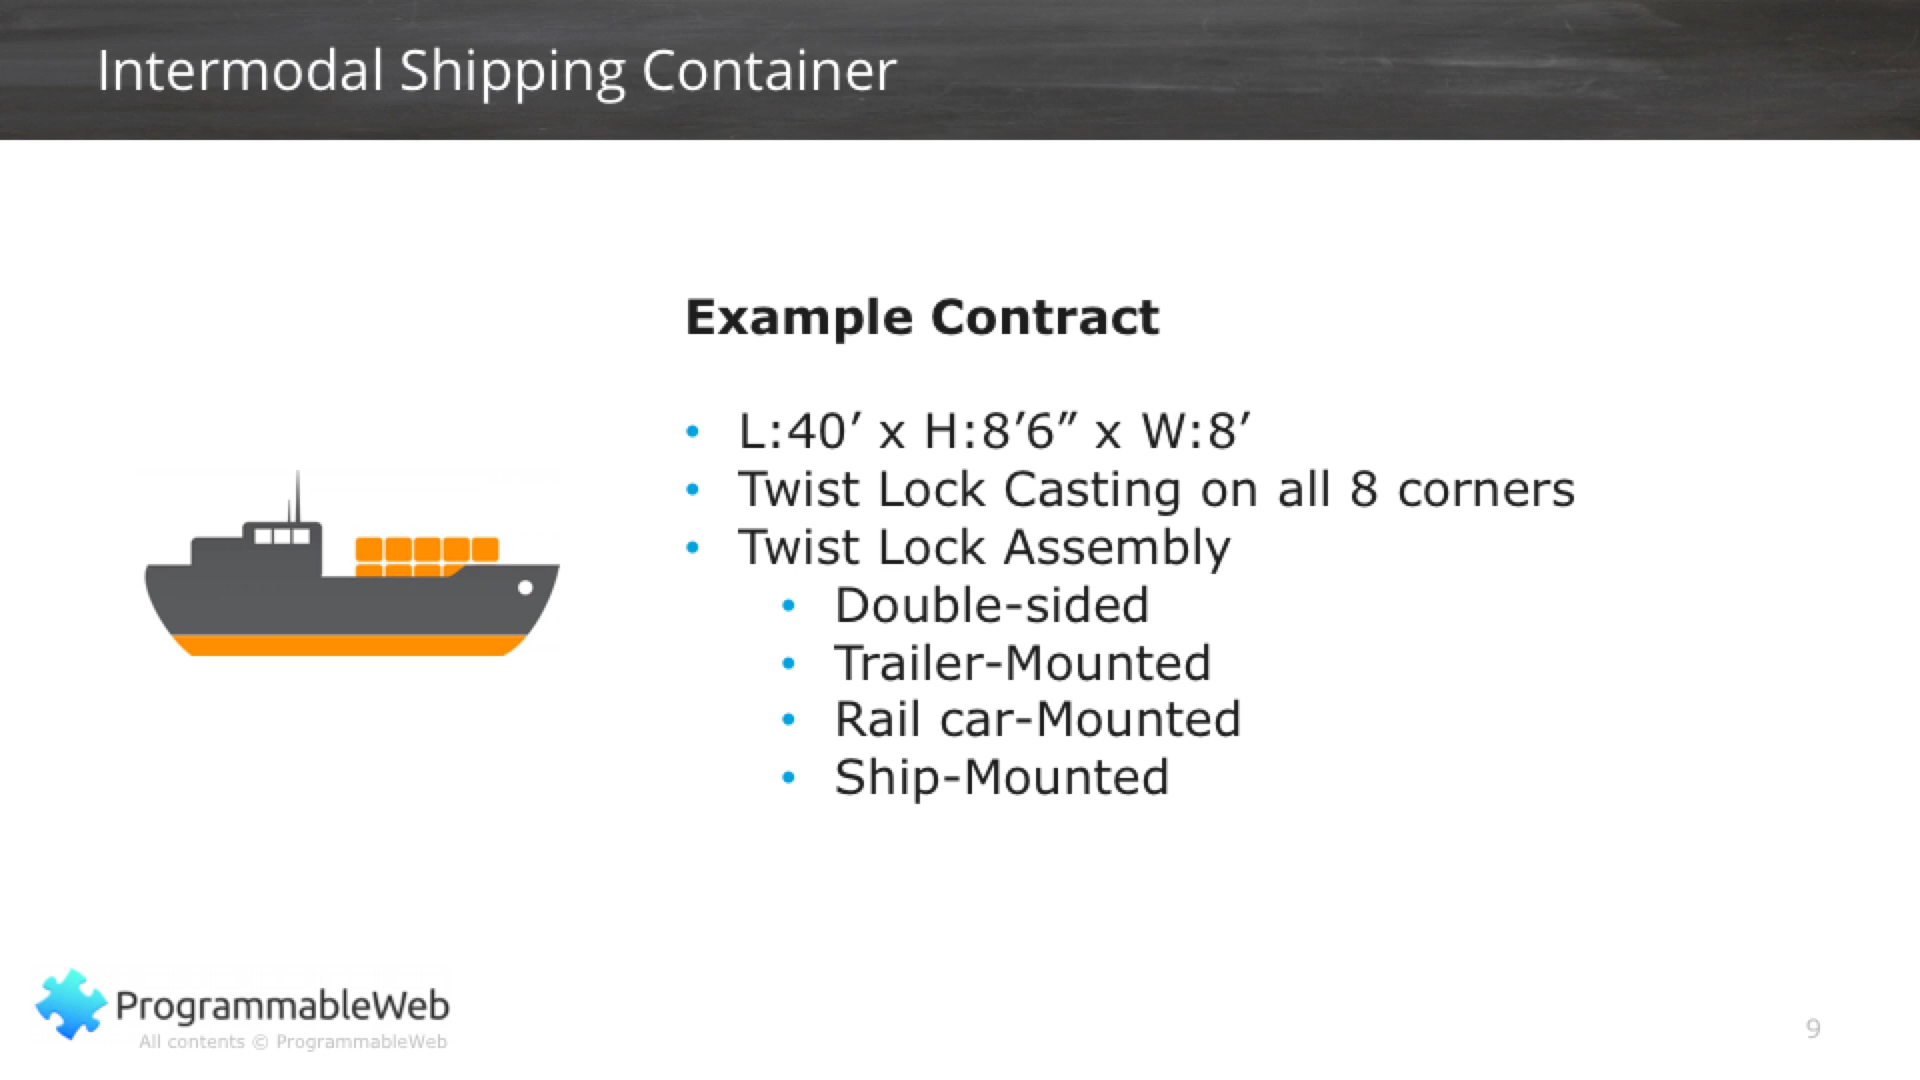 Intermodal Shipping Container
Example Contract
• L:40′ x H:8′6″ x W:8′
• Twist Lock Casting on all 8 corners
• Twist Lock Assembly
• Double-sided
• Trailer-Mounted
• Rail car-Mounted
• Ship-Mounted
ProgrammableWeb
All contents © ProgrammableWeb
9